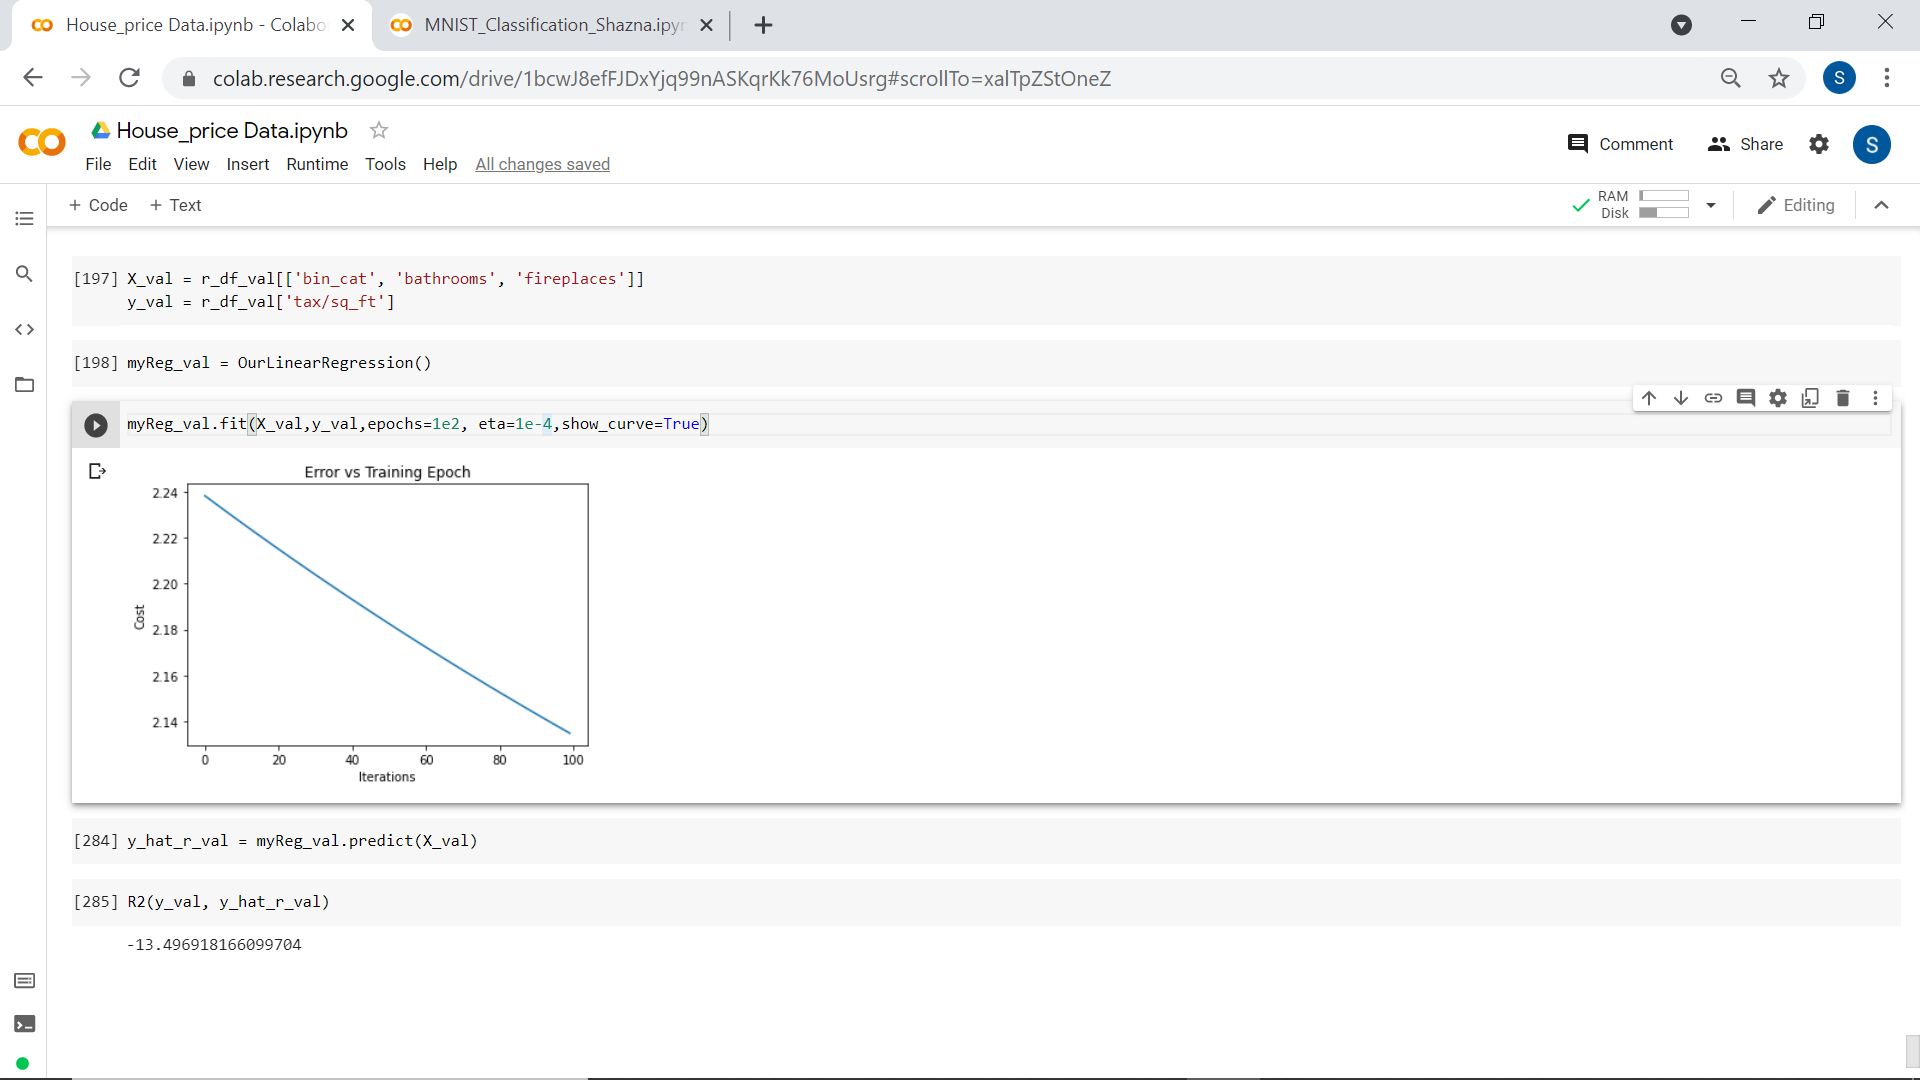 House_price Data.ipynb - Colabo
MNIST_Classification_Shazna.ipyn
colab.research.google.com/drive/1bcwJ8efFJDxYjq99nASKqrKk76MoUsrg#scrollTo=xalTpZStOneZ
S
House_price Data.ipynb
Comment
Share
S
File Edit View Insert Runtime Tools Help All changes saved
+ Code + Text
RAM
Disk
Editing
[197] X_val = r_df_val[['bin_cat', 'bathrooms', 'fireplaces']]
y_val = r_df_val['tax/sq_ft']
[198] myReg_val = OurLinearRegression()
myReg_val.fit(X_val,y_val,epochs=1e2, eta=1e-4,show_curve=True)
Error vs Training Epoch
2.24
2.22
2.20
2.18
2.16
2.14
Cost
0 20 40 60 80 100
Iterations
[284] y_hat_r_val = myReg_val.predict(X_val)
[285] R2(y_val, y_hat_r_val)
-13.496918166099704